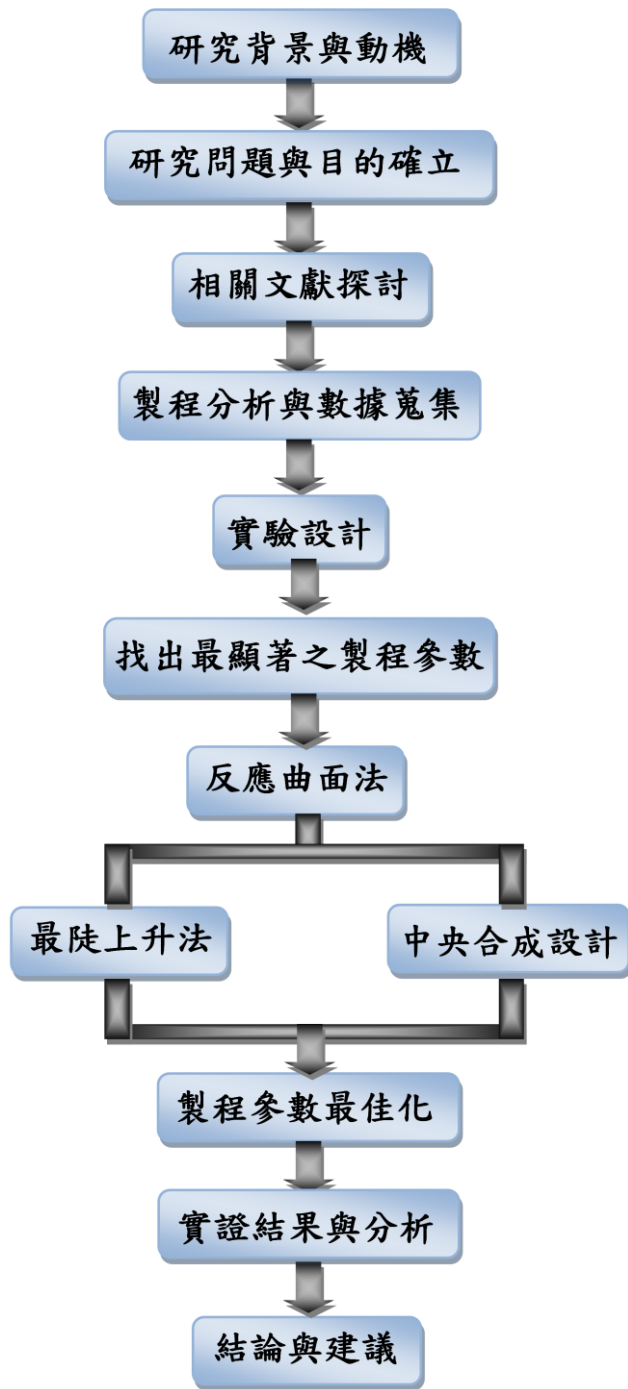 研究背景與動機
研究問題與目的確立
相關文獻探討
製程分析與數據蒐集
實驗設計
找出最顯著之製程參數
反應曲面法
最陡上升法
中央合成設計
製程參數最佳化
實證結果與分析
結論與建議